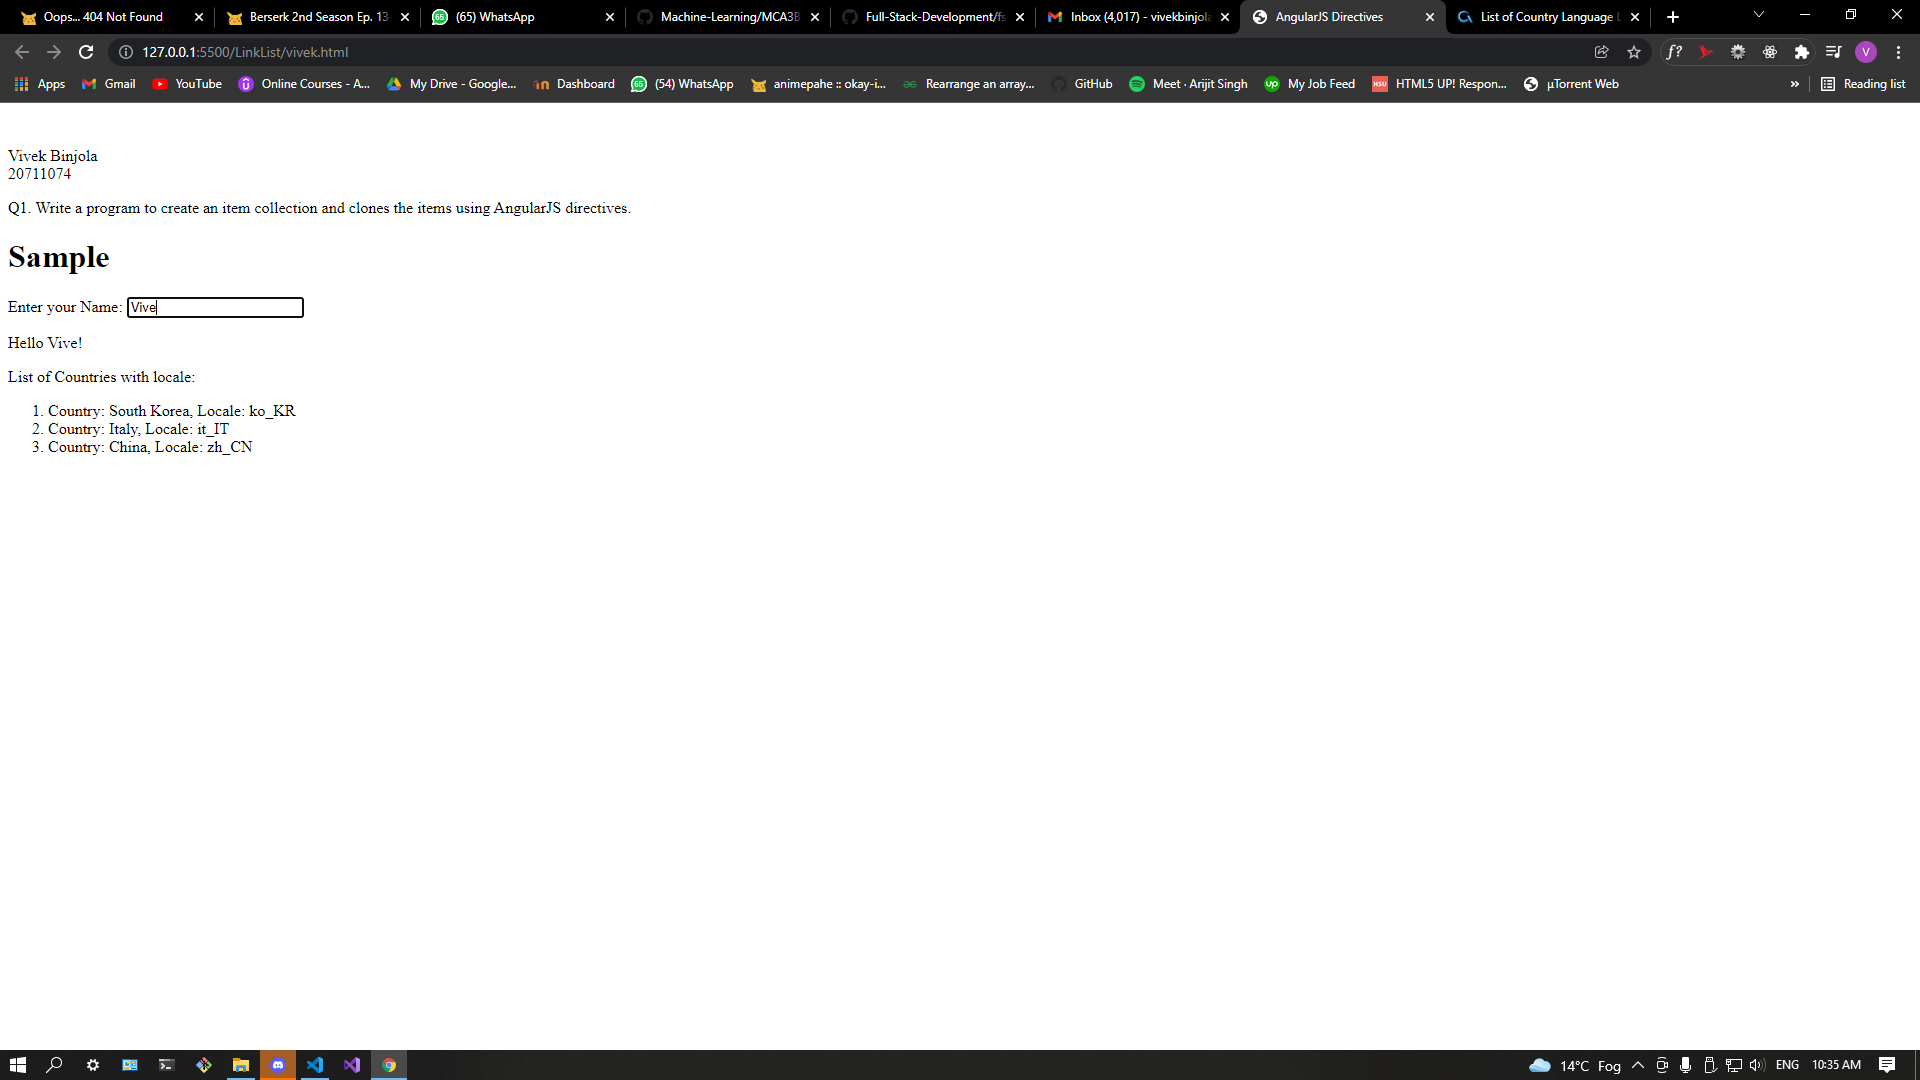 Oops... 404 Not Found
Berserk 2nd Season Ep. 13
(65) WhatsApp
Machine-Learning/MCA3B
Full-Stack-Development/fs
Inbox (4,017) - vivekbinjola
AngularJS Directives
List of Country Language L
127.0.0.1:5500/LinkList/vivek.html
f?
V
Apps
Gmail
YouTube
Online Courses - A...
My Drive - Google...
Dashboard
(54) WhatsApp
animepahe :: okay-i...
Rearrange an array...
GitHub
Meet · Arijit Singh
My Job Feed
HTML5 UP! Respon...
µTorrent Web
»
Reading list
Vivek Binjola
20711074
Q1. Write a program to create an item collection and clones the items using AngularJS directives.
Sample
Enter your Name: Vive
Hello Vive!
List of Countries with locale:
1. Country: South Korea, Locale: ko_KR
2. Country: Italy, Locale: it_IT
3. Country: China, Locale: zh_CN
14°C Fog
ENG
10:35 AM